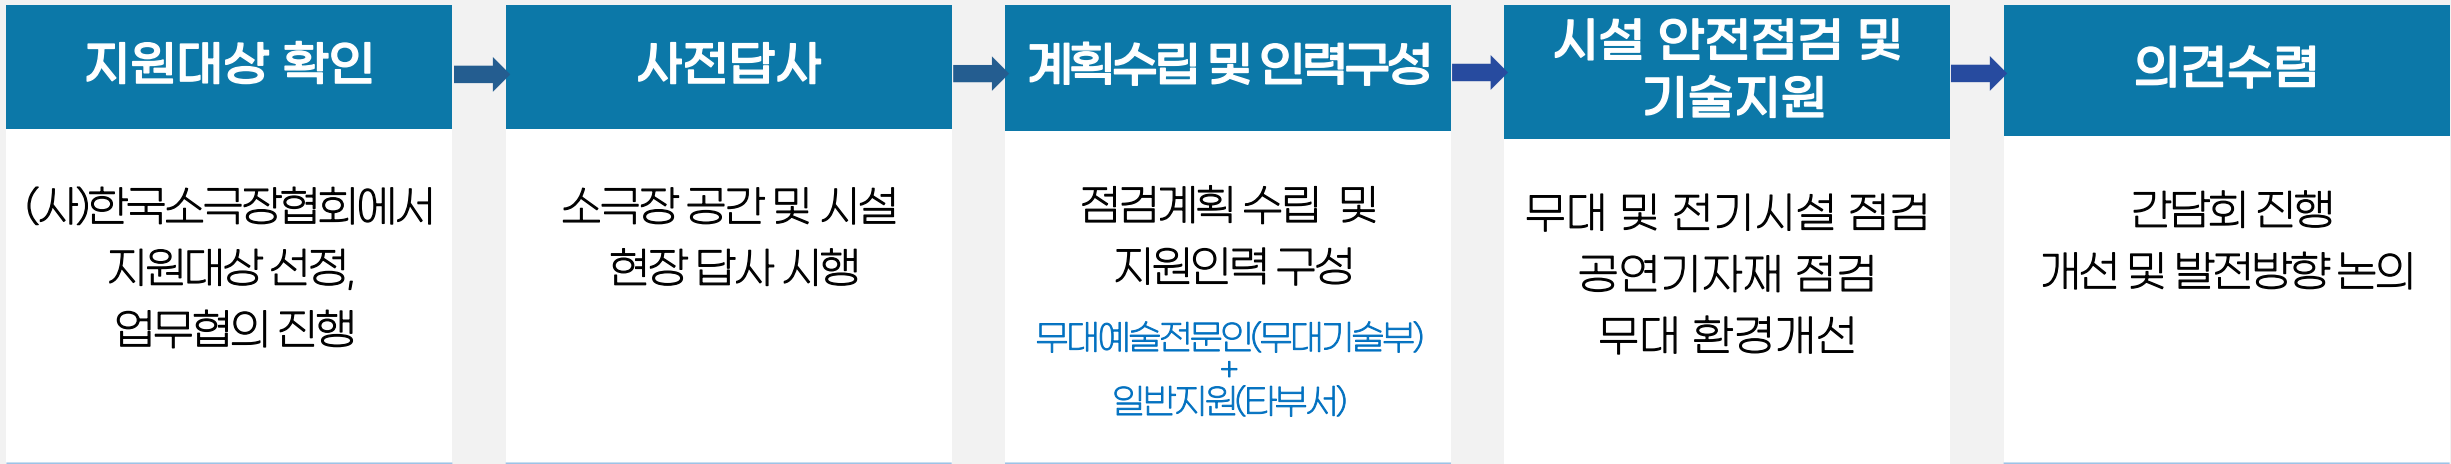 지원대상 확인
(사)한국소극장협회에서
지원대상 선정,
업무협의 진행
사전답사
소극장 공간 및 시설
현장 답사 시행
계획수립 및 인력구성
점검계획 수립 및
지원인력 구성
무대예술전문인(무대기술부)
+
일반지원(타부서)
시설 안전점검 및
기술지원
무대 및 전기시설 점검
공연기자재 점검
무대 환경개선
의견수렴
간담회 진행
개선 및 발전방향 논의